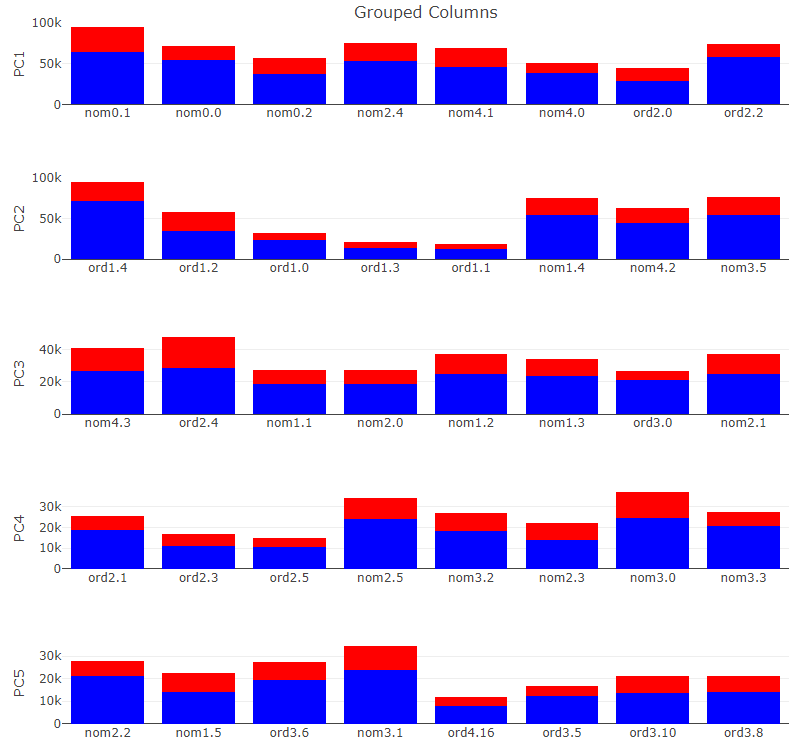 Grouped Columns
100k
50k
0
PC1
nom0.1 nom0.0 nom0.2 nom2.4 nom4.1 nom4.0 ord2.0 ord2.2
100k
50k
0
PC2
ord1.4 ord1.2 ord1.0 ord1.3 ord1.1 nom1.4 nom4.2 nom3.5
40k
20k
0
PC3
nom4.3 ord2.4 nom1.1 nom2.0 nom1.2 nom1.3 ord3.0 nom2.1
30k
20k
10k
0
PC4
ord2.1 ord2.3 ord2.5 nom2.5 nom3.2 nom2.3 nom3.0 nom3.3
30k
20k
10k
0
PC5
nom2.2 nom1.5 ord3.6 nom3.1 ord4.16 ord3.5 ord3.10 ord3.8